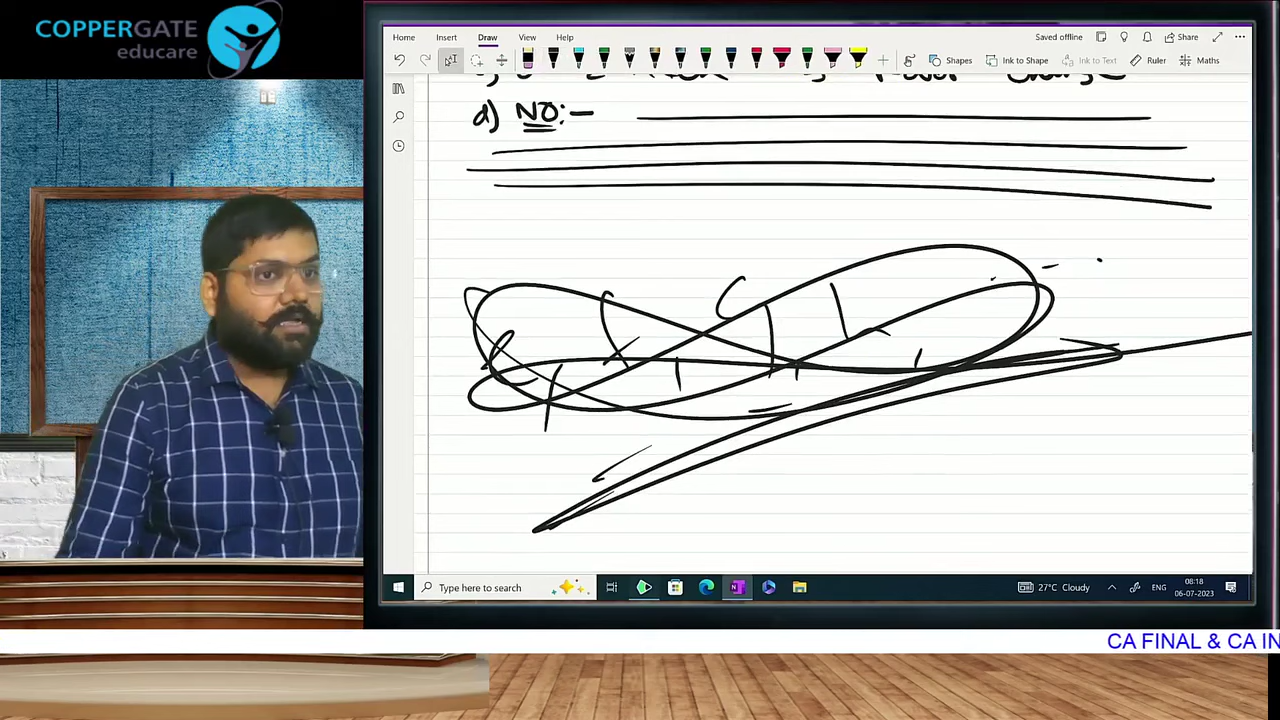 COPPERGATE
educare
Home Insert Draw View Help
Saved offline
Share
Shapes
Ink to Shape
Ink to Text
Ruler
Maths
d) NO:-
Type here to search
27°C Cloudy
ENG
08:18
06-07-2023
CA FINAL & CA IN